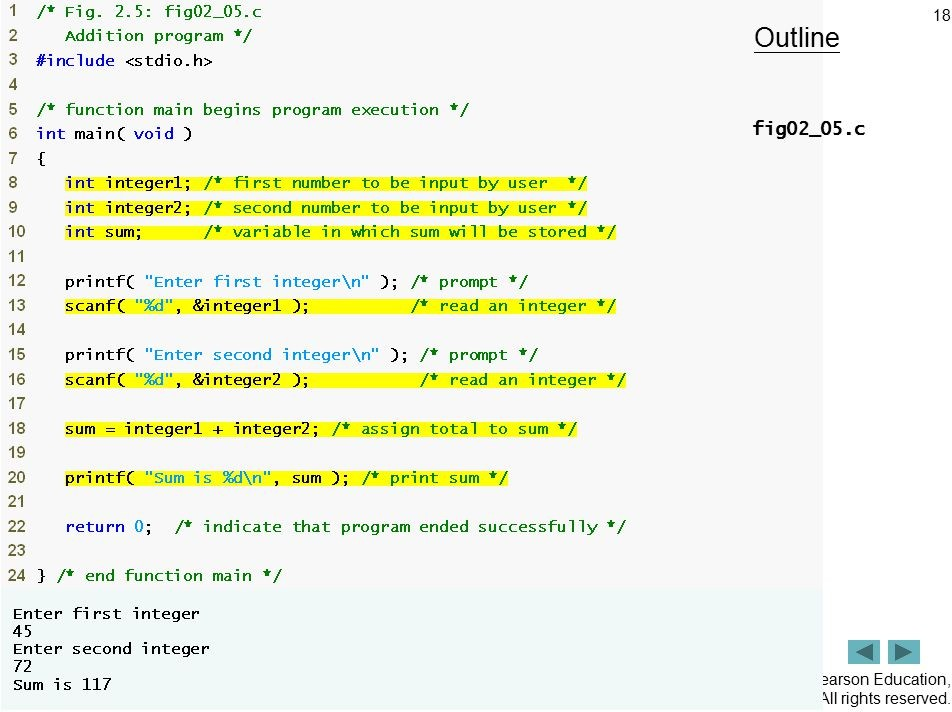 1 /* Fig. 2.5: fig02_05.c
2    Addition program */
3 #include <stdio.h>
4
5 /* function main begins program execution */
6 int main( void )
7 {
8    int integer1; /* first number to be input by user  */
9    int integer2; /* second number to be input by user */
10    int sum;      /* variable in which sum will be stored */
11
12    printf( "Enter first integer\n" ); /* prompt */
13    scanf( "%d", &integer1 );          /* read an integer */
14
15    printf( "Enter second integer\n" ); /* prompt */
16    scanf( "%d", &integer2 );           /* read an integer */
17
18    sum = integer1 + integer2; /* assign total to sum */
19
20    printf( "Sum is %d\n", sum ); /* print sum */
21
22    return 0;  /* indicate that program ended successfully */
23
24 } /* end function main */
Enter first integer
45
Enter second integer
72
Sum is 117
18
Outline
fig02_05.c
earson Education,
All rights reserved.